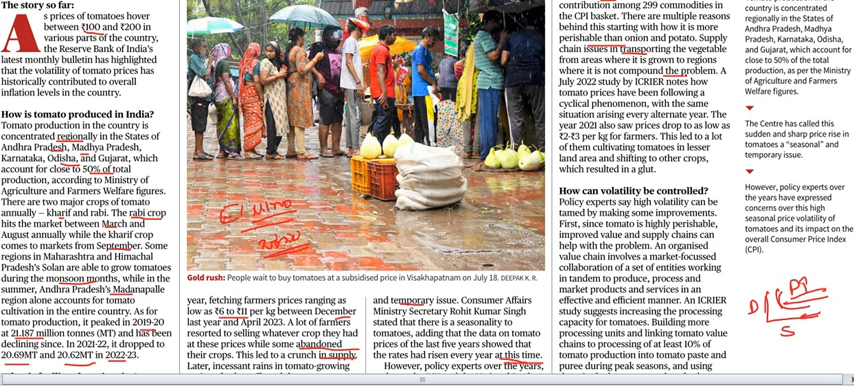 The story so far:
As prices of tomatoes hover
between ₹100 and ₹200 in
various parts of the country,
the Reserve Bank of India's
latest monthly bulletin has highlighted
that the volatility of tomato prices has
historically contributed to overall
inflation levels in the country.
How is tomato produced in India?
Tomato production in the country is
concentrated regionally in the States of
Andhra Pradesh, Madhya Pradesh,
Karnataka, Odisha, and Gujarat, which
account for close to 50% of total
production, according to Ministry of
Agriculture and Farmers Welfare figures.
There are two major crops of tomato
annually – kharif and rabi. The rabi crop
hits the market between March and
August annually while the kharif crop
comes to markets from September. Some
regions in Maharashtra and Himachal
Pradesh's Solan are able to grow tomatoes
during the monsoon months, while in the
summer, Andhra Pradesh's Madanapalle
region alone accounts for tomato
cultivation in the entire country. As for
tomato production, it peaked in 2019-20
at 21.187 million tonnes (MT) and has been
declining since. In 2021-22, it dropped to
20.69MT and 20.62MT in 2022-23.
El Nino
Gold rush: People wait to buy tomatoes at a subsidised price in Visakhapatnam on July 18. DEEPAK K. R.
year, fetching farmers prices ranging as
low as ₹6 to ₹11 per kg between December
last year and April 2023. A lot of farmers
resorted to selling whatever crop they had
at these prices while some abandoned
their crops. This led to a crunch in supply.
Later, incessant rains in tomato-growing
and temporary issue. Consumer Affairs
Ministry Secretary Rohit Kumar Singh
stated that there is a seasonality to
tomatoes, adding that the data on tomato
prices of the last five years showed that
the rates had risen every year at this time.
However, policy experts over the years,
contribution among 299 commodities
in the CPI basket. There are multiple reasons
behind this starting with how it is more
perishable than onion and potato. Supply
chain issues in transporting the vegetable
from areas where it is grown to regions
where it is not compound the problem. A
July 2022 study by ICRIER notes how
tomato prices have been following a
cyclical phenomenon, with the same
situation arising every alternate year. The
year 2021 also saw prices drop to as low as
₹2-₹3 per kg for farmers. This led to a lot
of them cultivating tomatoes in lesser
land area and shifting to other crops,
which resulted in a glut.
How can volatility be controlled?
Policy experts say high volatility can be
tamed by making some improvements.
First, since tomato is highly perishable,
improved value and supply chains can
help with the problem. An organised
value chain involves a market-focussed
collaboration of a set of entities working
in tandem to produce, process and
market products and services in an
effective and efficient manner. An ICRIER
study suggests increasing the processing
capacity for tomatoes. Building more
processing units and linking tomato value
chains to processing of at least 10% of
tomato production into tomato paste and
puree during peak seasons, and using
country is concentrated
regionally in the States of
Andhra Pradesh, Madhya
Pradesh, Karnataka, Odisha,
and Gujarat, which account for
close to 50% of the total
production, as per the Ministry
of Agriculture and Farmers
Welfare figures.
The Centre has called this
sudden and sharp price rise in
tomatoes a “seasonal” and
temporary issue.
However, policy experts over
the years have expressed
concerns over this high
seasonal price volatility of
tomatoes and its impact on the
overall Consumer Price Index
(CPI).
D P↑
S